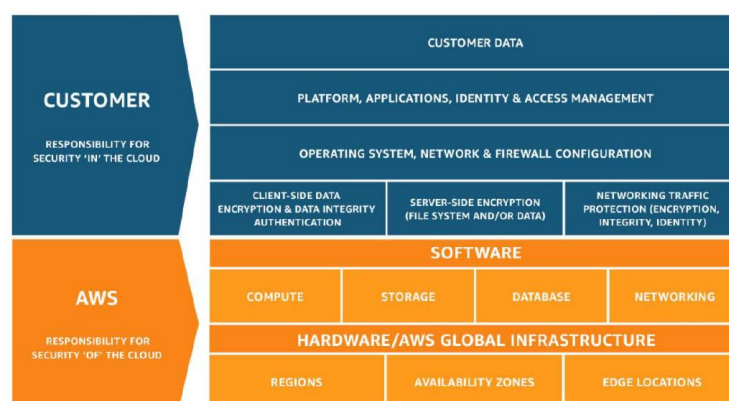 CUSTOMER
RESPONSIBILITY FOR
SECURITY ‘IN’ THE CLOUD
CUSTOMER DATA
PLATFORM, APPLICATIONS, IDENTITY & ACCESS MANAGEMENT
OPERATING SYSTEM, NETWORK & FIREWALL CONFIGURATION
CLIENT-SIDE DATA
ENCRYPTION & DATA INTEGRITY
AUTHENTICATION
SERVER-SIDE ENCRYPTION
(FILE SYSTEM AND/OR DATA)
NETWORKING TRAFFIC
PROTECTION (ENCRYPTION,
INTEGRITY, IDENTITY)
AWS
RESPONSIBILITY FOR
SECURITY ‘OF’ THE CLOUD
SOFTWARE
COMPUTE
STORAGE
DATABASE
NETWORKING
HARDWARE/AWS GLOBAL INFRASTRUCTURE
REGIONS
AVAILABILITY ZONES
EDGE LOCATIONS